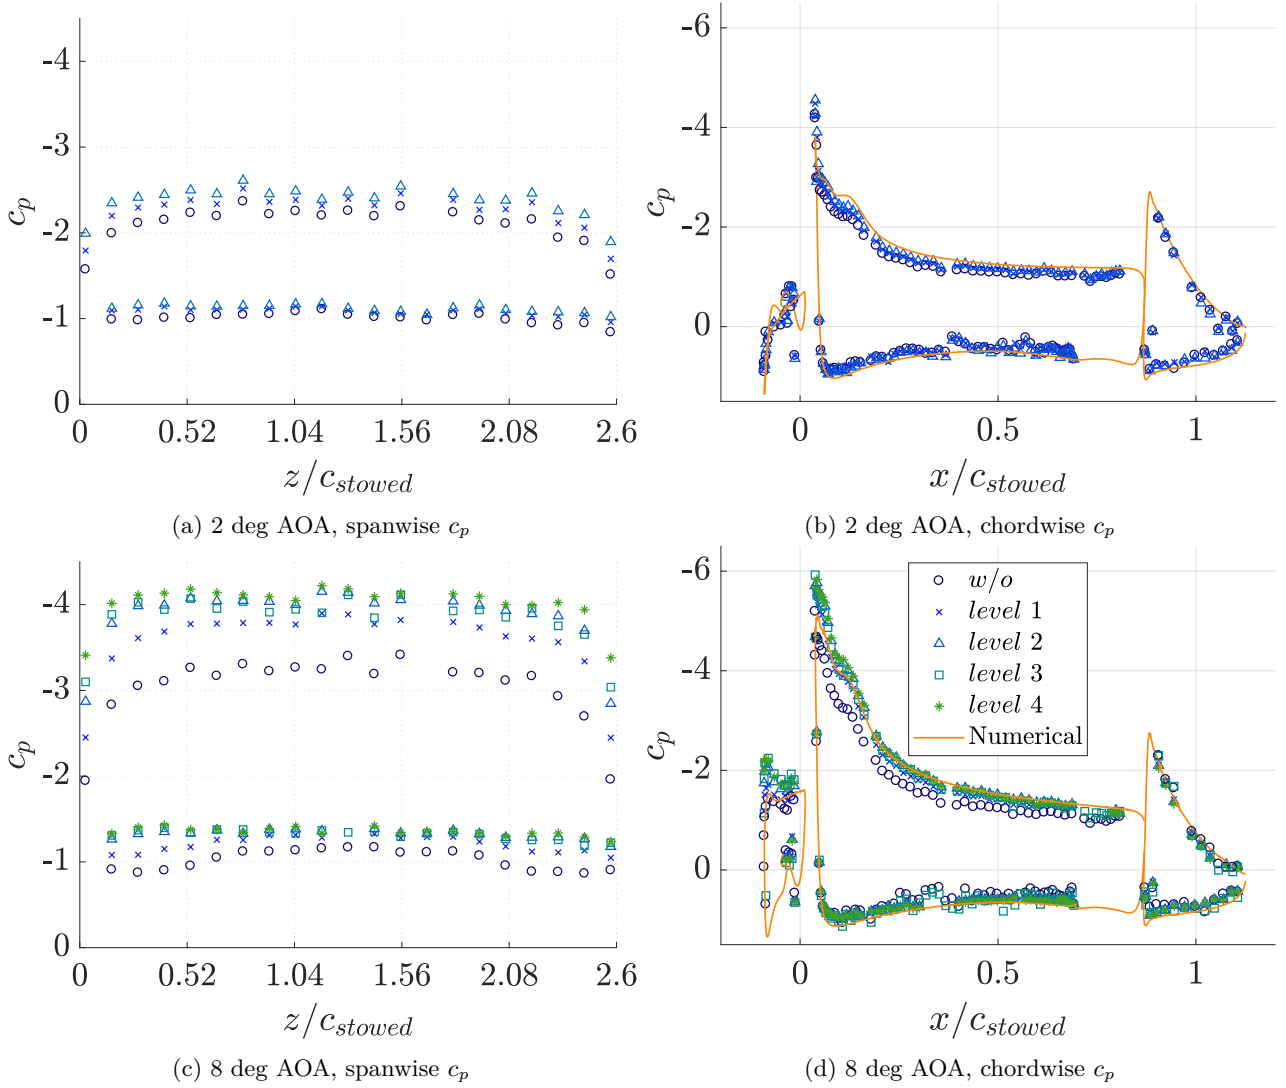 -4
-3
-2
-1
0
c_p
0 0.52 1.04 1.56 2.08 2.6
z/c_stowed
(a) 2 deg AOA, spanwise c_p
-6
-4
-2
0
c_p
0 0.5 1
x/c_stowed
(b) 2 deg AOA, chordwise c_p
-4
-3
-2
-1
0
c_p
0 0.52 1.04 1.56 2.08 2.6
z/c_stowed
(c) 8 deg AOA, spanwise c_p
-6
-4
-2
0
c_p
w/o
level 1
level 2
level 3
level 4
Numerical
0 0.5 1
x/c_stowed
(d) 8 deg AOA, chordwise c_p